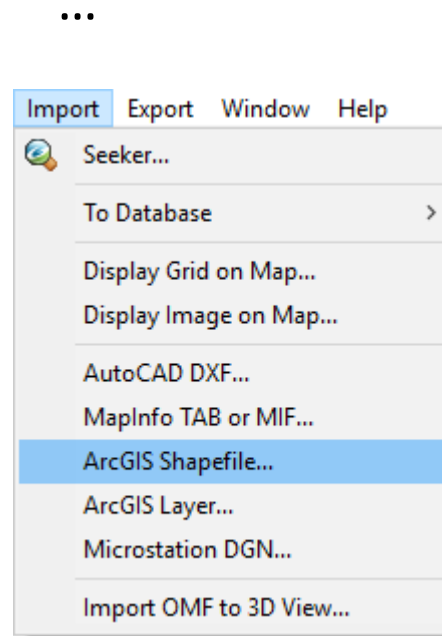 ...
Import Export Window Help
Seeker...
To Database
Display Grid on Map...
Display Image on Map...
AutoCAD DXF...
MapInfo TAB or MIF...
ArcGIS Shapefile...
ArcGIS Layer...
Microstation DGN...
Import OMF to 3D View...